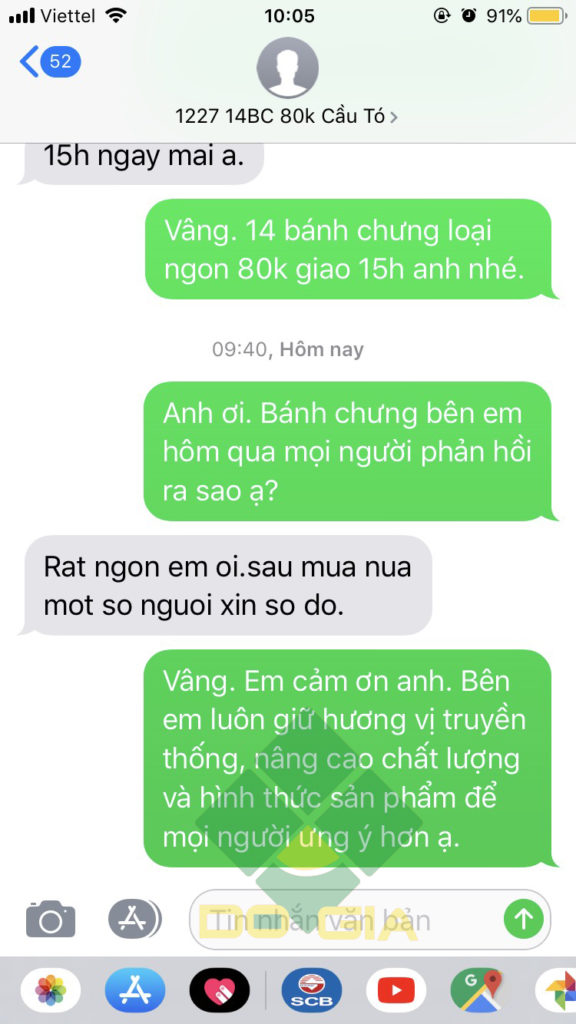 Viettel 10:05 91%
52
1227 14BC 80k Cầu Tó
15h ngay mai a.
Vâng. 14 bánh chưng loại
ngon 80k giao 15h anh nhé.
09:40, Hôm nay
Anh ơi. Bánh chưng bên em
hôm qua mọi người phản hồi
ra sao ạ?
Rat ngon em oi.sau mua nua
mot so nguoi xin so do.
Vâng. Em cảm ơn anh. Bên
em luôn giữ hương vị truyền
thống, nâng cao chất lượng
và hình thức sản phẩm để
mọi người ưng ý hơn ạ.
Tin nhắn văn bản
DO GIA
SCB
G